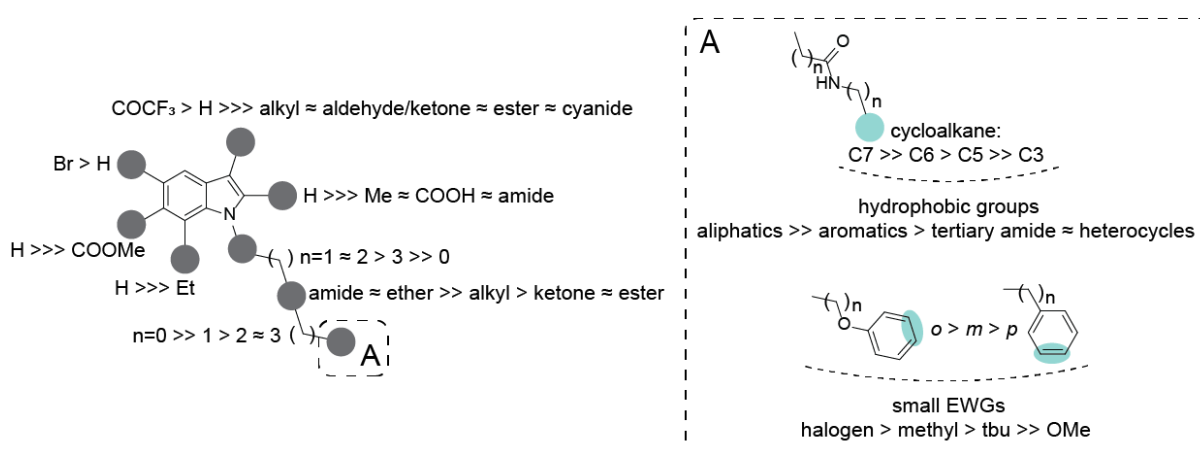 COCF₃ > H >>> alkyl ≈ aldehyde/ketone ≈ ester ≈ cyanide
Br > H
H >>> Me ≈ COOH ≈ amide
N
H >>> COOMe
( ) n=1 ≈ 2 > 3 >> 0
H >>> Et
amide ≈ ether >> alkyl > ketone ≈ ester
n=0 >> 1 > 2 ≈ 3 ( )
A
A
O
( )n
HN ( )n
cycloalkane:
C7 >> C6 > C5 >> C3
hydrophobic groups
aliphatics >> aromatics > tertiary amide ≈ heterocycles
( )n
( )n
O
o > m > p
small EWGs
halogen > methyl > tbu >> OMe